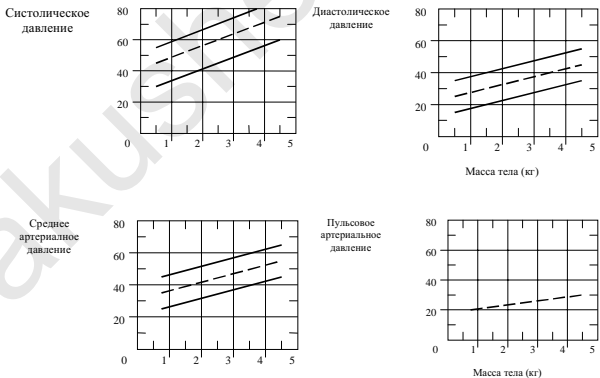 Систолическое
давление
80
60
40
20
0
1 2 3 4 5
Диастолическое
давление
80
60
40
20
0
1 2 3 4 5
Масса тела (кг)
Среднее
артериалное
давление
80
60
40
20
0
1 2 3 4 5
Пульсовое
артериальное
давление
80
60
40
20
0
1 2 3 4 5
Масса тела (кг)
akushe